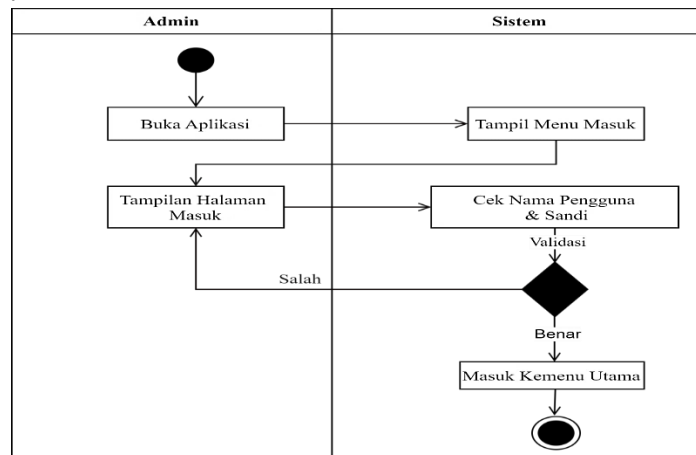 Admin
Sistem
Buka Aplikasi
Tampil Menu Masuk
Tampilan Halaman
Masuk
Cek Nama Pengguna
& Sandi
Validasi
Salah
Benar
Masuk Kemenu Utama